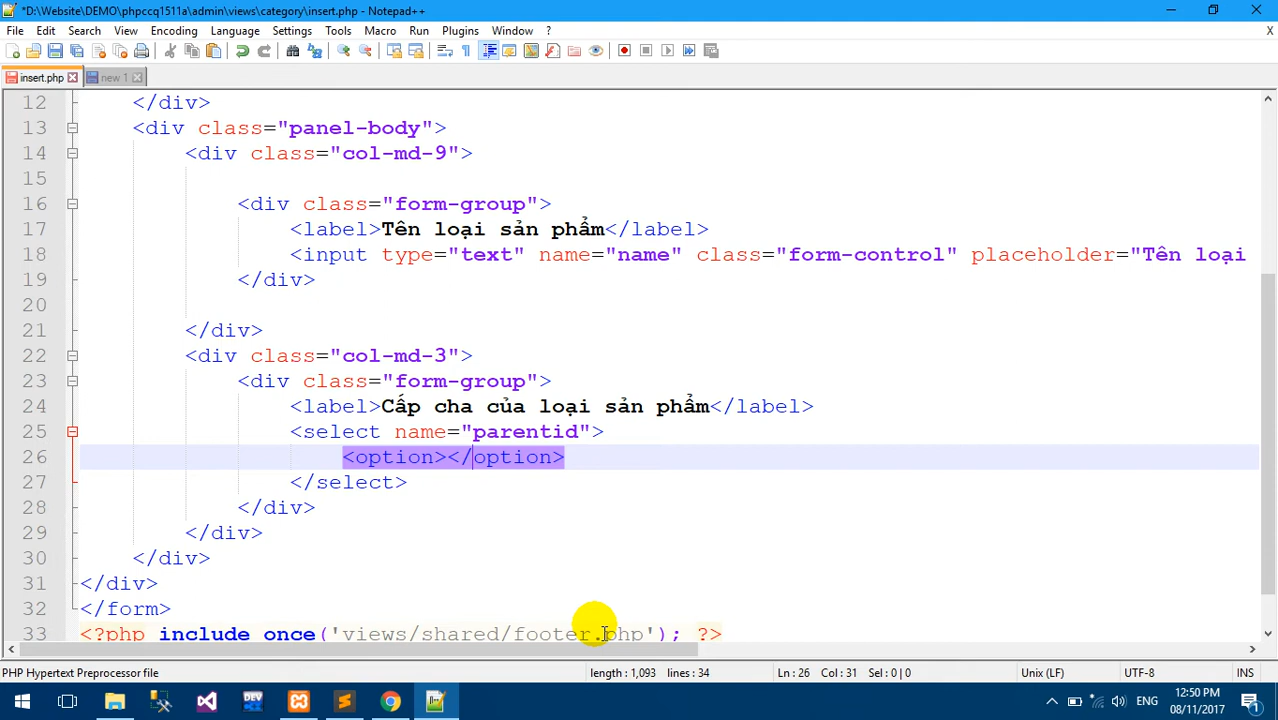 *D:\Website\DEMO\phpccq1511a\admin\views\category\insert.php - Notepad++
File Edit Search View Encoding Language Settings Tools Macro Run Plugins Window ?
insert.php new 1
12 </div>
13 <div class="panel-body">
14 <div class="col-md-9">
15
16 <div class="form-group">
17 <label>Tên loại sản phẩm</label>
18 <input type="text" name="name" class="form-control" placeholder="Tên loại
19 </div>
20
21 </div>
22 <div class="col-md-3">
23 <div class="form-group">
24 <label>Cấp cha của loại sản phẩm</label>
25 <select name="parentid">
26 <option></option>
27 </select>
28 </div>
29 </div>
30 </div>
31 </div>
32 </form>
33 <?php include_once('views/shared/footer.php'); ?>
PHP Hypertext Preprocessor file length : 1,093 lines : 34 Ln : 26 Col : 31 Sel : 0 | 0 Unix (LF) UTF-8 INS
ENG 12:50 PM
08/11/2017